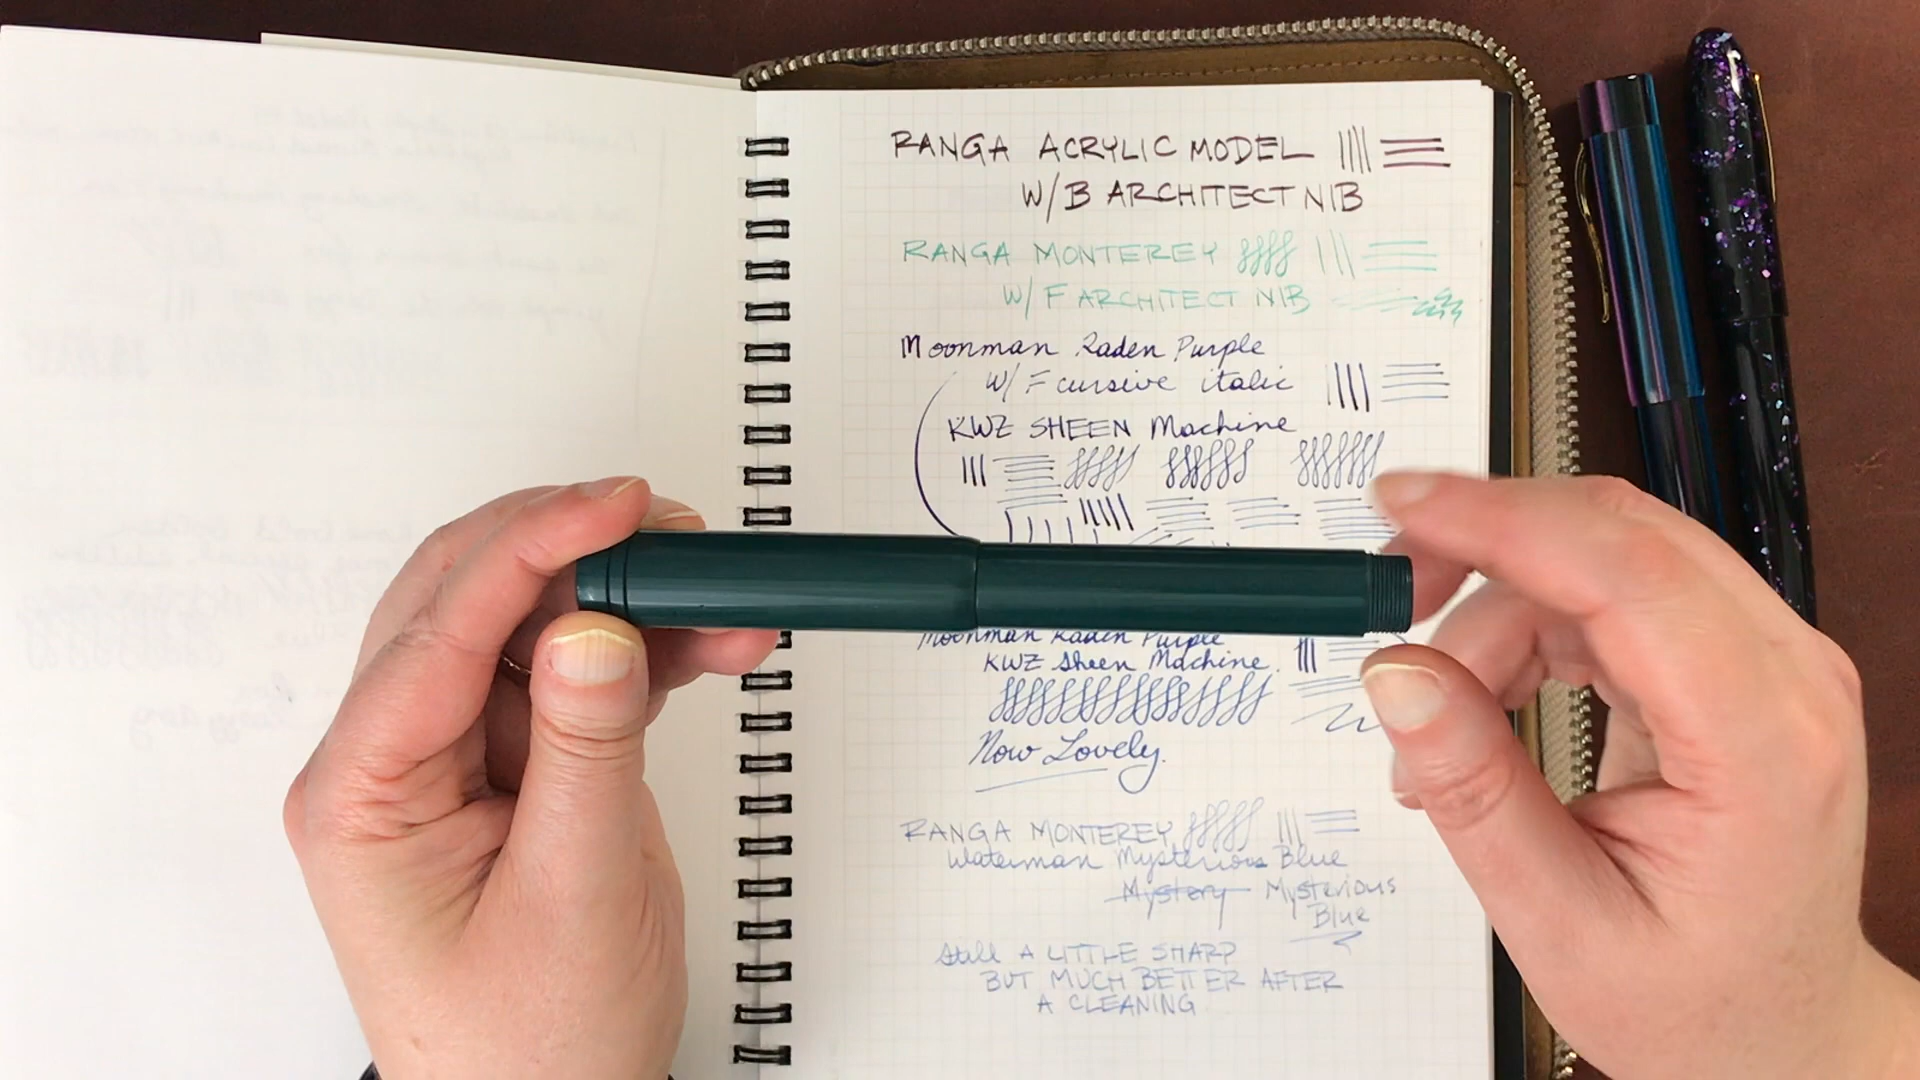 RANGA ACRYLIC MODEL
W/B ARCHITECT NIB
RANGA MONTEREY
W/ F ARCHITECT NIB
Moonman Raden Purple
W/ F cursive italic
KWZ SHEEN Machine
Moonman Raden Purple
KWZ Sheen Machine.
Now Lovely.
RANGA MONTEREY
Waterman Mysterious Blue
Mystery Mysterious
Blue
Still A LITTLE SHARP
BUT MUCH BETTER AFTER
A CLEANING